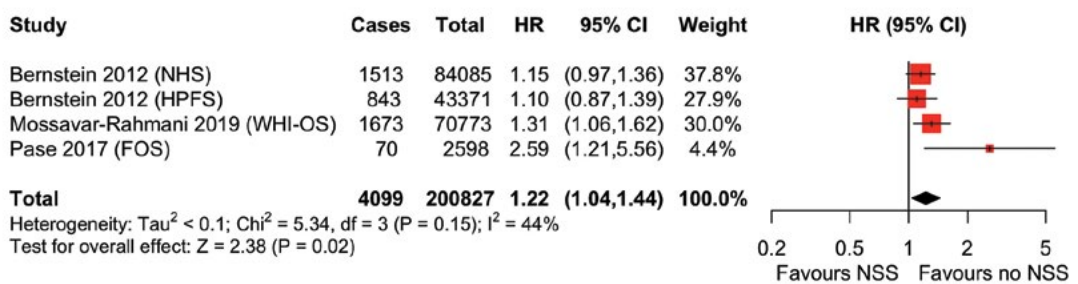 Study Cases Total HR 95% CI Weight HR (95% CI)
Bernstein 2012 (NHS) 1513 84085 1.15 (0.97,1.36) 37.8%
Bernstein 2012 (HPFS) 843 43371 1.10 (0.87,1.39) 27.9%
Mossavar-Rahmani 2019 (WHI-OS) 1673 70773 1.31 (1.06,1.62) 30.0%
Pase 2017 (FOS) 70 2598 2.59 (1.21,5.56) 4.4%
Total 4099 200827 1.22 (1.04,1.44) 100.0%
Heterogeneity: Tau² < 0.1; Chi² = 5.34, df = 3 (P = 0.15); I² = 44%
Test for overall effect: Z = 2.38 (P = 0.02)
0.2 0.5 1 2 5
Favours NSS Favours no NSS